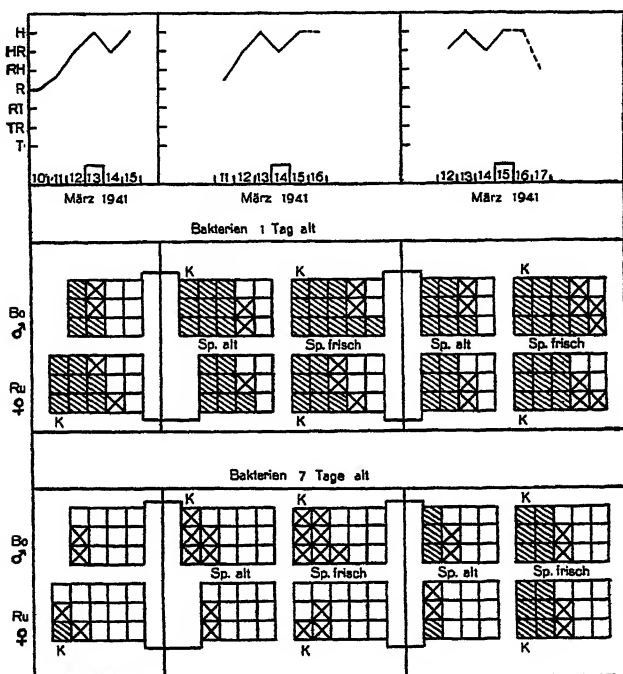 H
HR
RH
R
RT
TR
T
10 11 12 13 14 15
11 12 13 14 15 16
12 13 14 15 16 17
März 1941
März 1941
März 1941
Bakterien 1 Tag alt
K K K
Bo ♂
Sp. alt Sp. frisch Sp. alt Sp. frisch
Ru ♀
K K K
Bakterien 7 Tage alt
K K K
Bo ♂
Sp. alt Sp. frisch Sp. alt Sp. frisch
Ru ♀
K K K